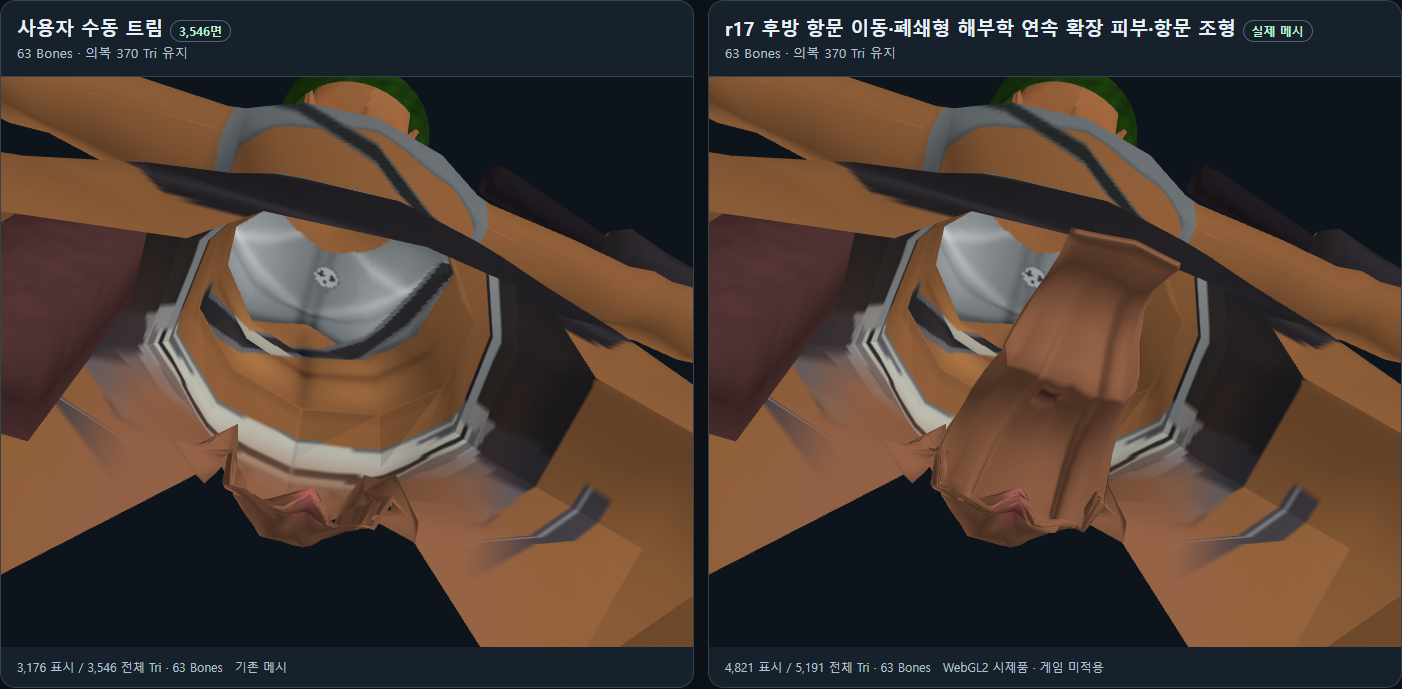 사용자 수동 트림 3,546면
63 Bones · 의복 370 Tri 유지
3,176 표시 / 3,546 전체 Tri · 63 Bones 기존 메시
r17 후방 항문 이동·폐쇄형 해부학 연속 확장 피부·항문 조형 실제 메시
63 Bones · 의복 370 Tri 유지
4,821 표시 / 5,191 전체 Tri · 63 Bones WebGL2 시제품 · 게임 미적용